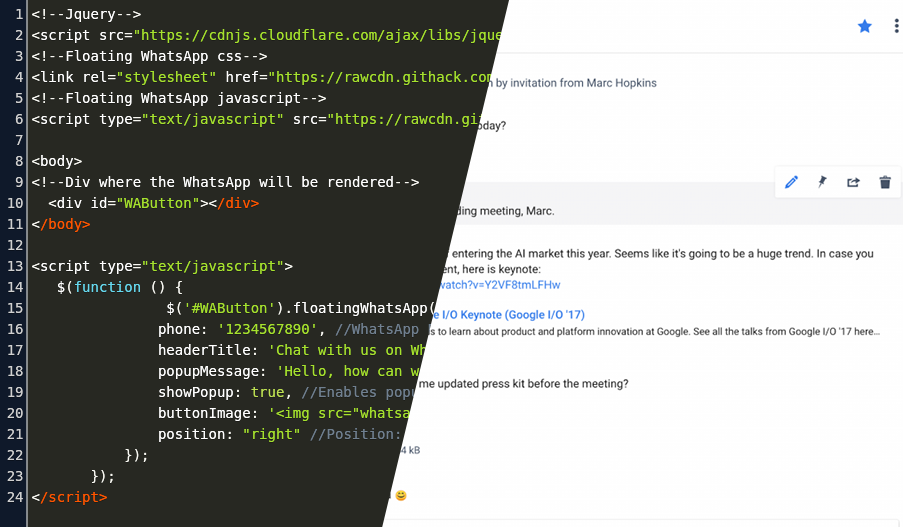 1 <!--Jquery-->
2 <script src="https://cdnjs.cloudflare.com/ajax/libs/jque
3 <!--Floating WhatsApp css-->
4 <link rel="stylesheet" href="https://rawcdn.githack.com
5 <!--Floating WhatsApp javascript-->
6 <script type="text/javascript" src="https://rawcdn.gi
7
8 <body>
9 <!--Div where the WhatsApp will be rendered-->
10 <div id="WAButton"></div>
11 </body>
12
13 <script type="text/javascript">
14 $(function () {
15 $('#WAButton').floatingWhatsApp(
16 phone: '1234567890', //WhatsApp
17 headerTitle: 'Chat with us on Wh
18 popupMessage: 'Hello, how can w
19 showPopup: true, //Enables popu
20 buttonImage: '<img src="whatsa
21 position: "right" //Position:
22 });
23 });
24 </script>
by invitation from Marc Hopkins
oday?
ding meeting, Marc.
entering the AI market this year. Seems like it's going to be a huge trend. In case you
ent, here is keynote:
watch?v=Y2VF8tmLFHw
e I/O Keynote (Google I/O '17)
s to learn about product and platform innovation at Google. See all the talks from Google I/O '17 here...
me updated press kit before the meeting?
4 kB
😊